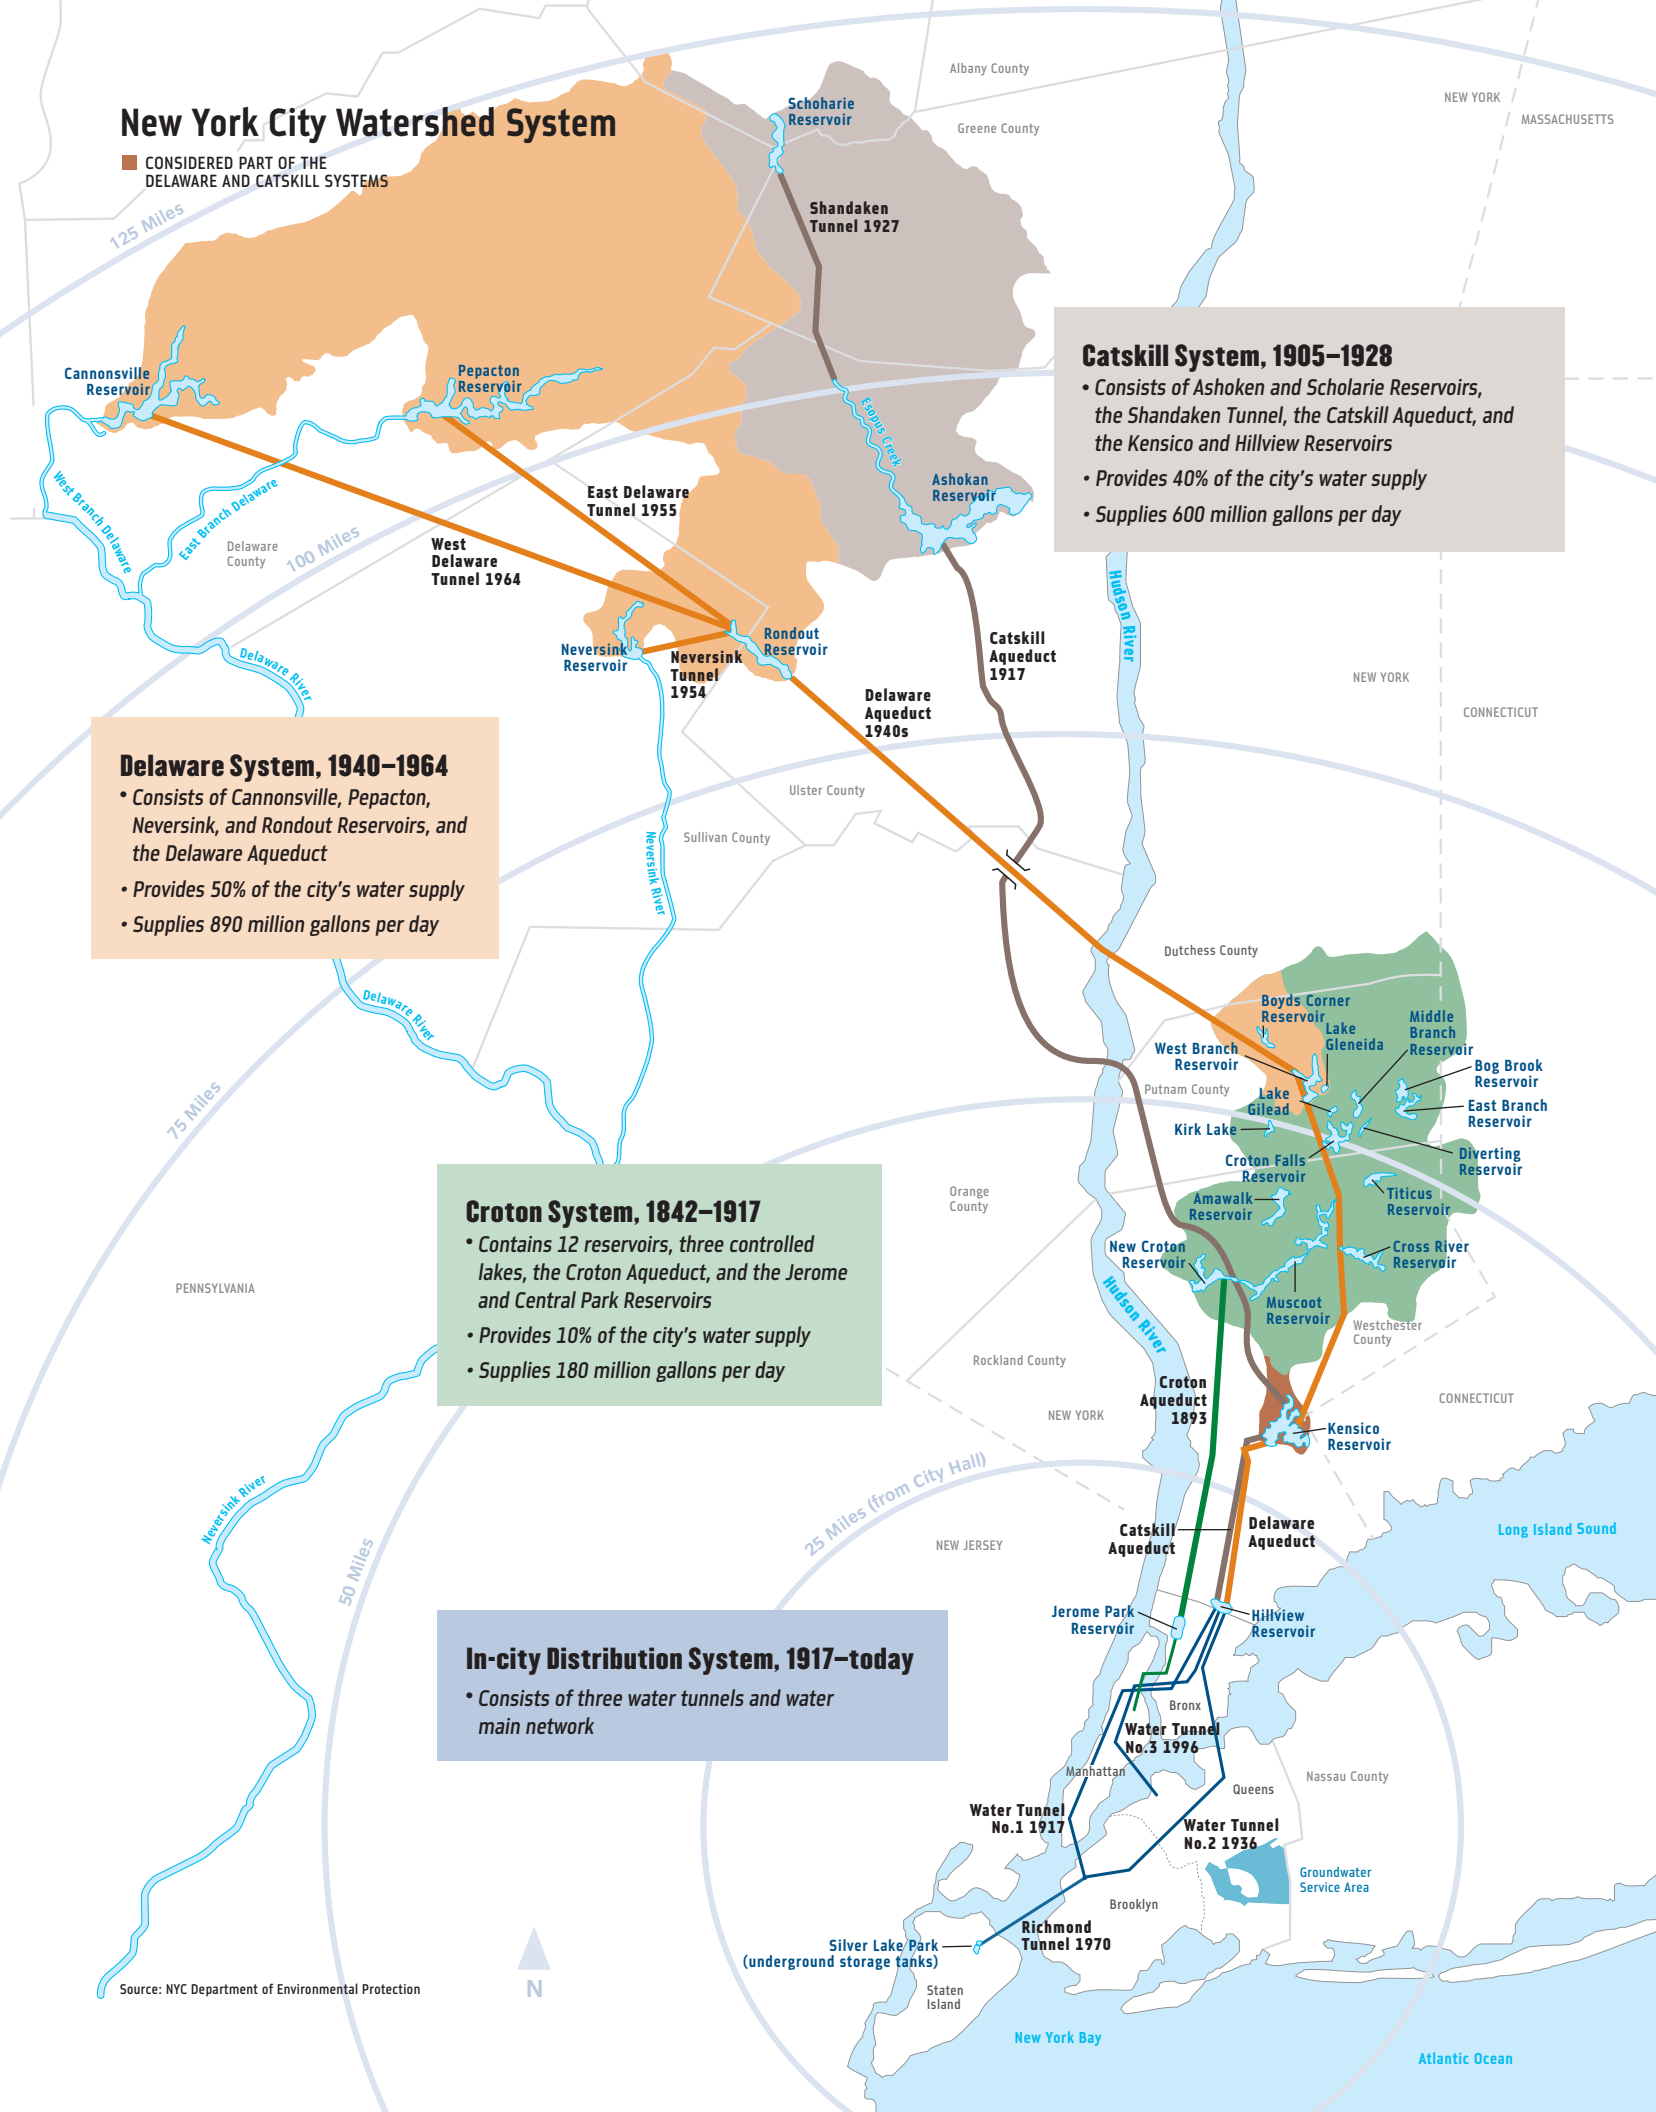 Albany County
NEW YORK
MASSACHUSETTS
Greene County
New York City Watershed System
CONSIDERED PART OF THE
DELAWARE AND CATSKILL SYSTEMS
125 Miles
Schoharie
Reservoir
Shandaken
Tunnel 1927
Cannonsville
Reservoir
Pepacton
Reservoir
Esopus Creek
Ashokan
Reservoir
Catskill System, 1905–1928
• Consists of Ashoken and Scholarie Reservoirs,
the Shandaken Tunnel, the Catskill Aqueduct, and
the Kensico and Hillview Reservoirs
• Provides 40% of the city's water supply
• Supplies 600 million gallons per day
West Branch Delaware
East Branch Delaware
Delaware
County
100 Miles
East Delaware
Tunnel 1955
West
Delaware
Tunnel 1964
Hudson River
Neversink
Reservoir
Neversink
Tunnel
1954
Rondout
Reservoir
Catskill
Aqueduct
1917
Delaware
Aqueduct
1940s
NEW YORK
CONNECTICUT
Delaware River
Delaware System, 1940–1964
• Consists of Cannonsville, Pepacton,
Neversink, and Rondout Reservoirs, and
the Delaware Aqueduct
• Provides 50% of the city's water supply
• Supplies 890 million gallons per day
Ulster County
Sullivan County
Neversink River
Delaware River
Dutchess County
Boyds Corner
Reservoir
Lake
Gleneida
Middle
Branch
Reservoir
West Branch
Reservoir
Bog Brook
Reservoir
Putnam County
Lake
Gilead
East Branch
Reservoir
Kirk Lake
Diverting
Reservoir
Croton Falls
Reservoir
75 Miles
Orange
County
Amawalk
Reservoir
Titicus
Reservoir
New Croton
Reservoir
Cross River
Reservoir
Muscoot
Reservoir
Westchester
County
Croton System, 1842–1917
• Contains 12 reservoirs, three controlled
lakes, the Croton Aqueduct, and the Jerome
and Central Park Reservoirs
• Provides 10% of the city's water supply
• Supplies 180 million gallons per day
PENNSYLVANIA
Hudson River
Rockland County
NEW YORK
CONNECTICUT
Croton
Aqueduct
1893
Kensico
Reservoir
25 Miles (from City Hall)
Neversink River
50 Miles
NEW JERSEY
Catskill
Aqueduct
Delaware
Aqueduct
Long Island Sound
Jerome Park
Reservoir
Hillview
Reservoir
In-city Distribution System, 1917–today
• Consists of three water tunnels and water
main network
Bronx
Water Tunnel
No.3 1996
Manhattan
Queens
Nassau County
Water Tunnel
No.1 1917
Water Tunnel
No.2 1936
Groundwater
Service Area
Brooklyn
Richmond
Tunnel 1970
Silver Lake Park
(underground storage tanks)
Staten
Island
N
Source: NYC Department of Environmental Protection
New York Bay
Atlantic Ocean